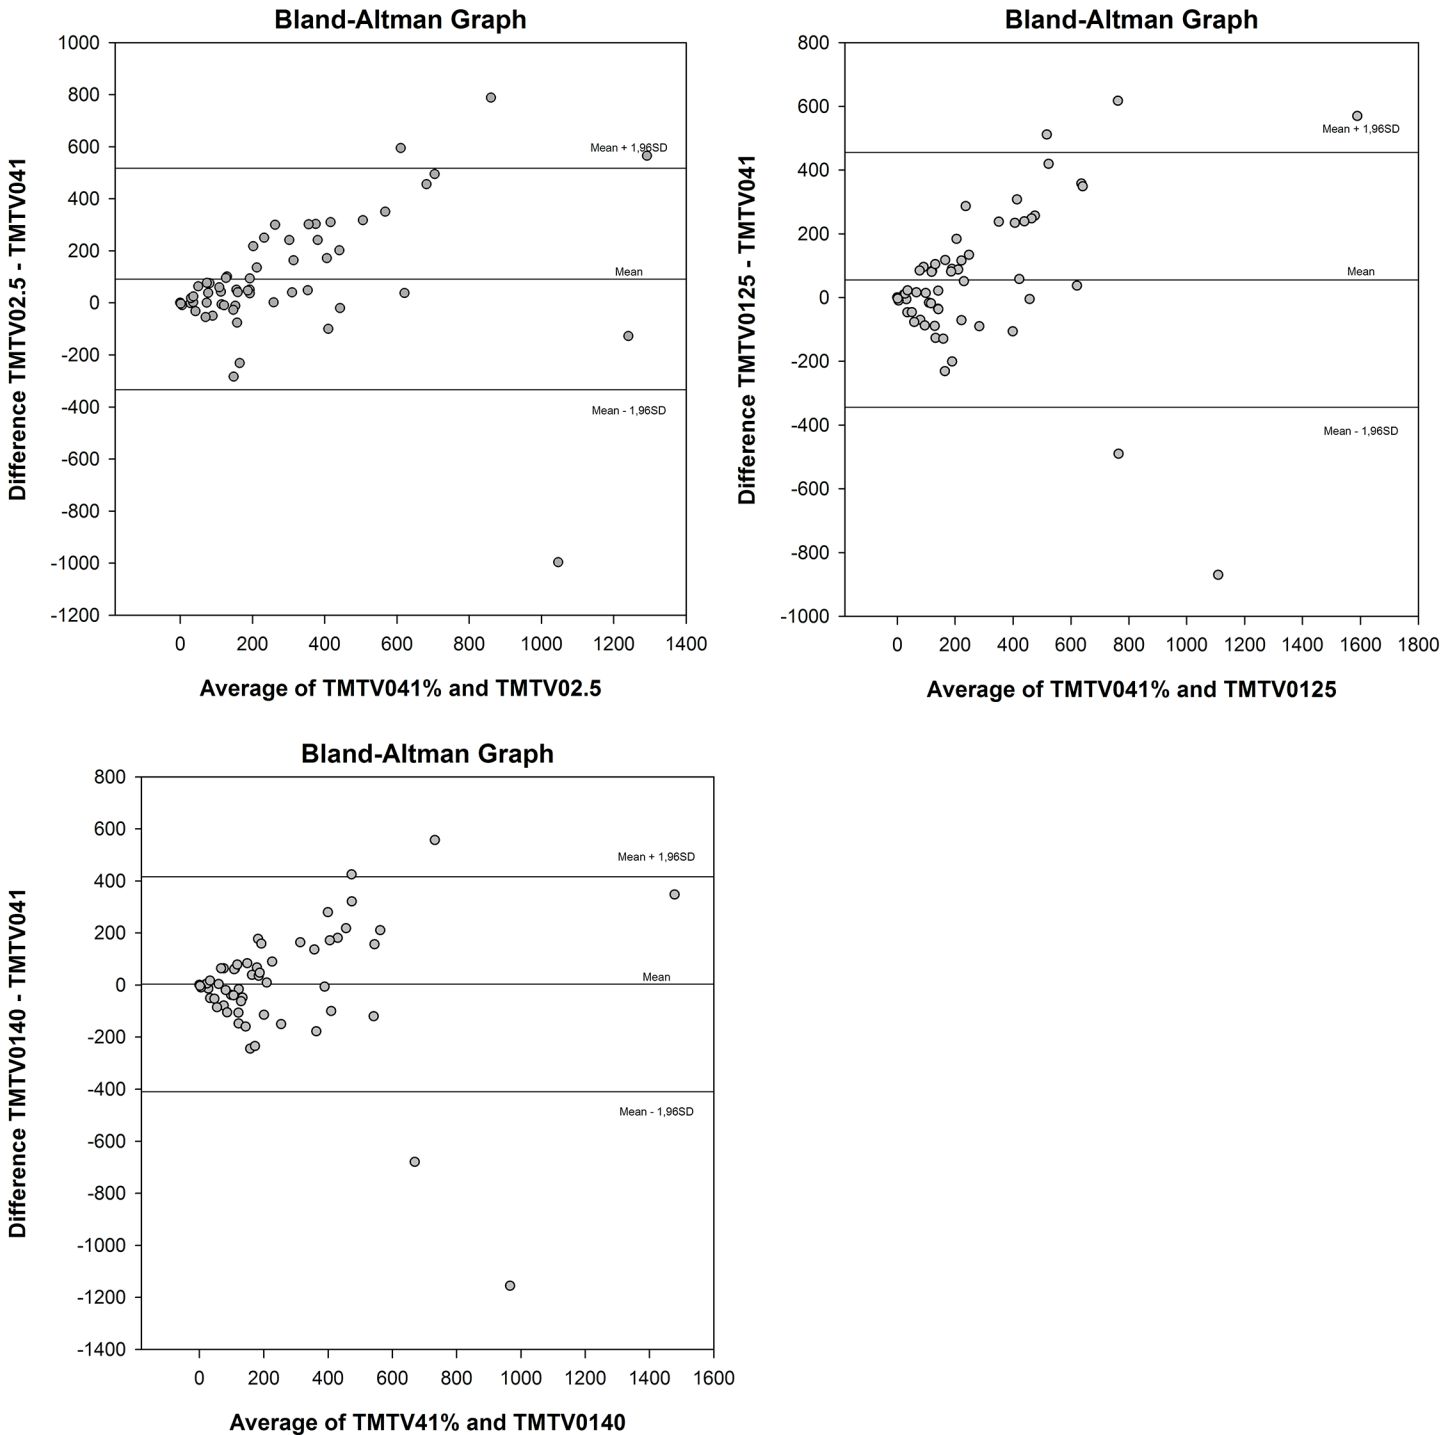 Bland-Altman Graph
Difference TMTV02.5 - TMTV041
1000
800
600
400
200
0
-200
-400
-600
-800
-1000
-1200
Mean + 1,96SD
Mean
Mean - 1,96SD
0 200 400 600 800 1000 1200 1400
Average of TMTV041% and TMTV02.5
Bland-Altman Graph
Difference TMTV0125 - TMTV041
800
600
400
200
0
-200
-400
-600
-800
-1000
Mean + 1,96SD
Mean
Mean - 1,96SD
0 200 400 600 800 1000 1200 1400 1600 1800
Average of TMTV041% and TMTV0125
Bland-Altman Graph
Difference TMTV0140 - TMTV041
800
600
400
200
0
-200
-400
-600
-800
-1000
-1200
-1400
Mean + 1,96SD
Mean
Mean - 1,96SD
0 200 400 600 800 1000 1200 1400 1600
Average of TMTV41% and TMTV0140